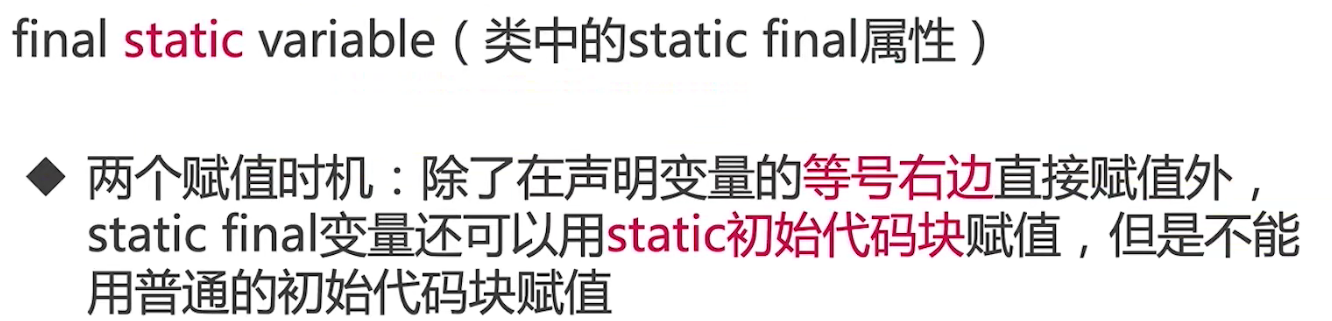 final static variable（类中的static final属性）
◆ 两个赋值时机：除了在声明变量的等号右边直接赋值外，
static final变量还可以用static初始代码块赋值，但是不能
用普通的初始代码块赋值